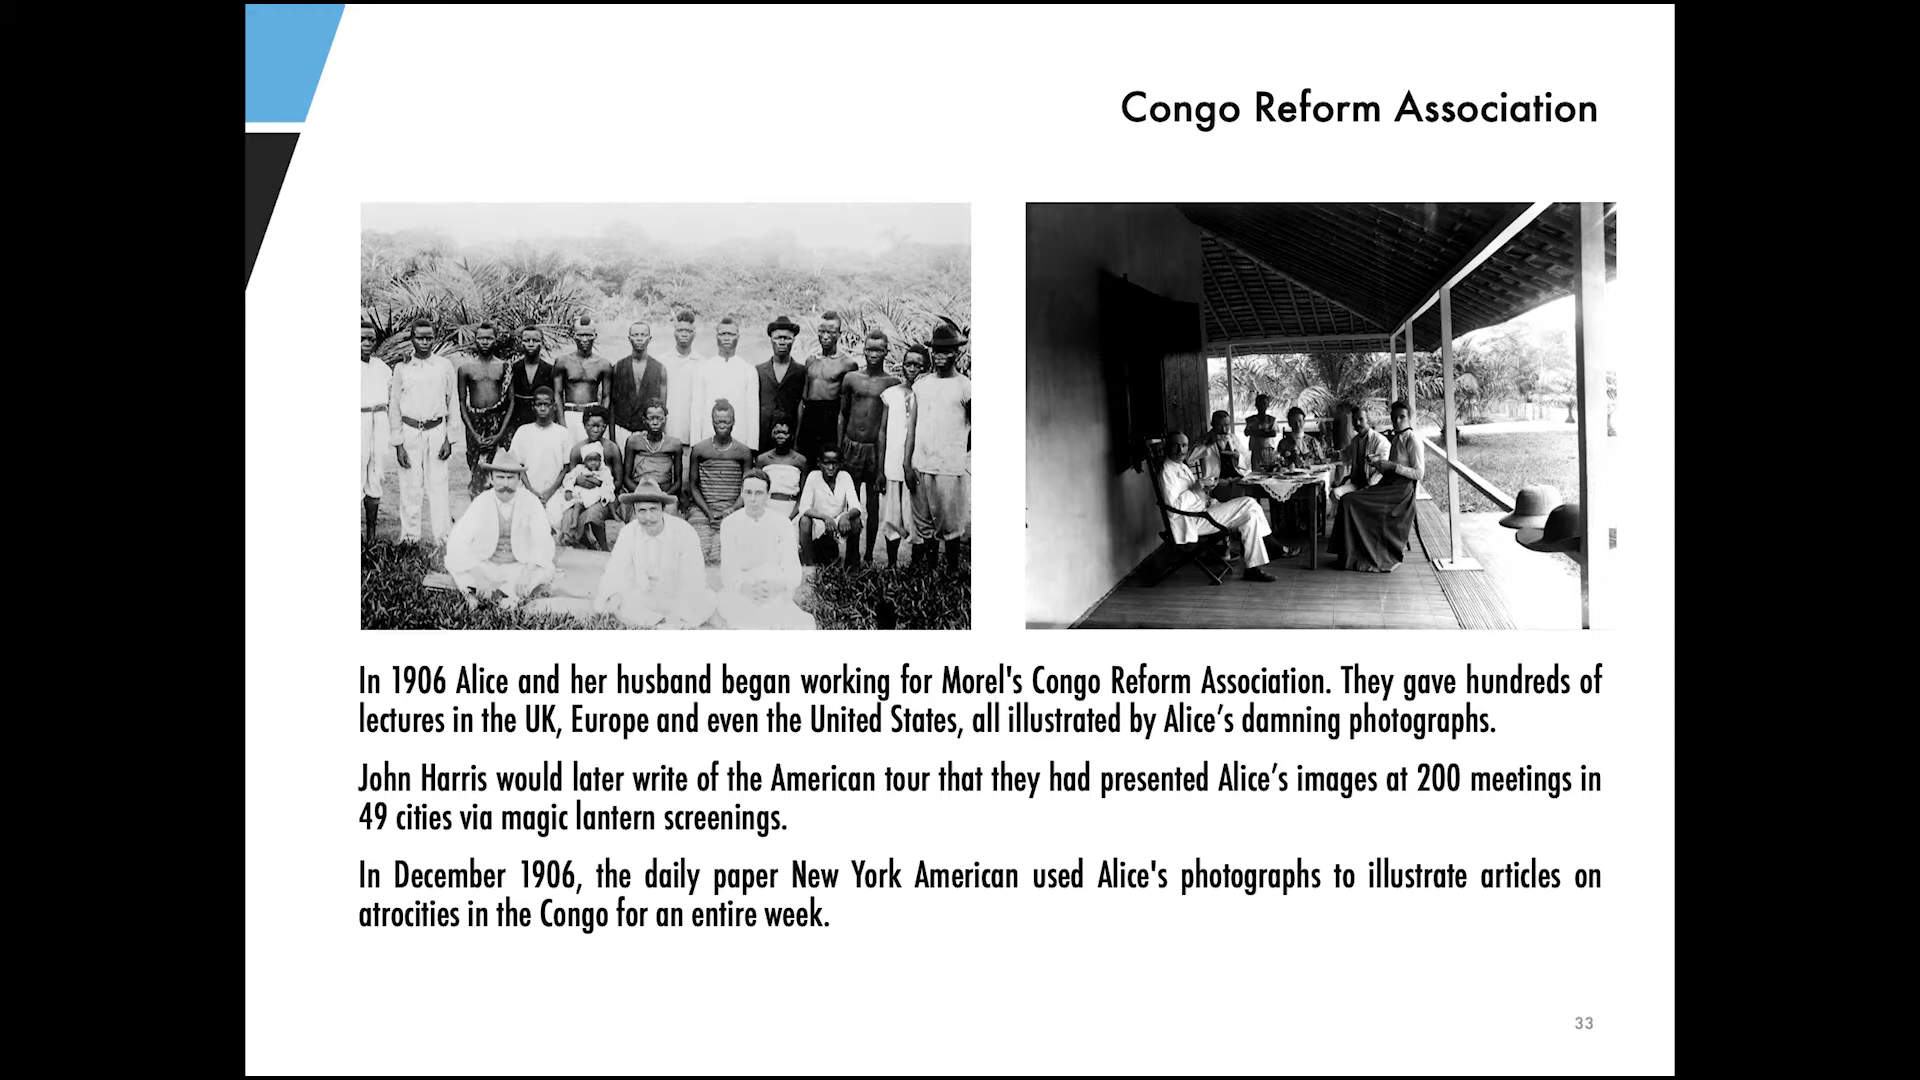 Congo Reform Association
In 1906 Alice and her husband began working for Morel's Congo Reform Association. They gave hundreds of
lectures in the UK, Europe and even the United States, all illustrated by Alice’s damning photographs.
John Harris would later write of the American tour that they had presented Alice’s images at 200 meetings in
49 cities via magic lantern screenings.
In December 1906, the daily paper New York American used Alice's photographs to illustrate articles on
atrocities in the Congo for an entire week.
33